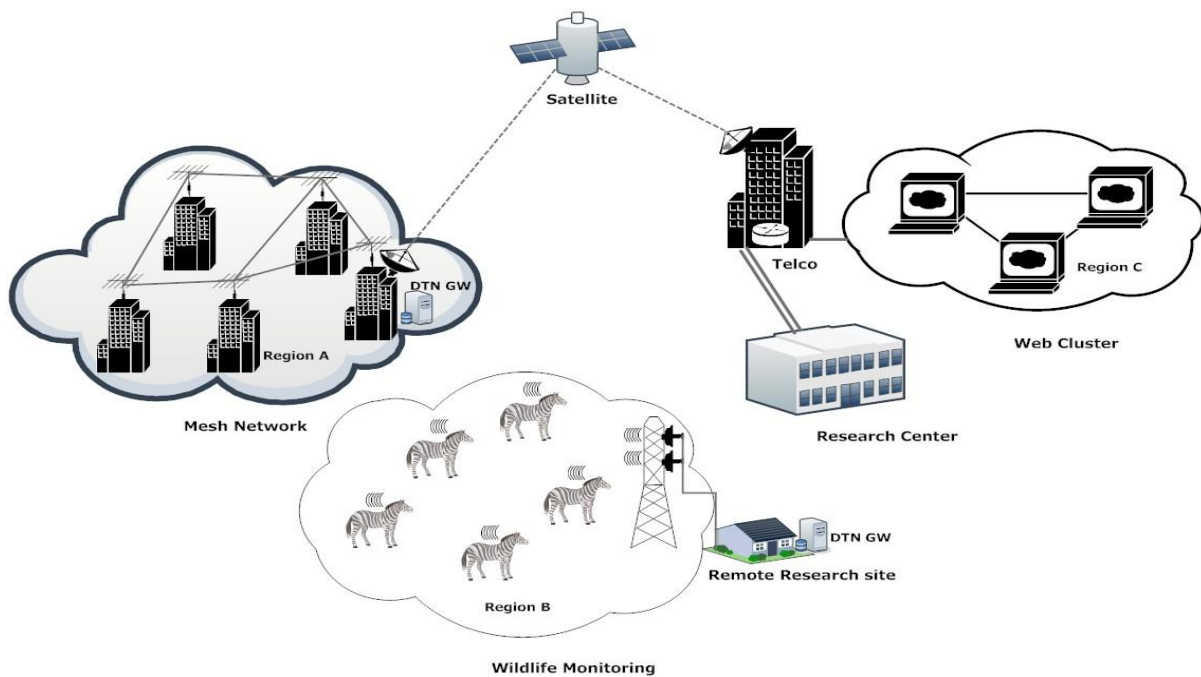 Satellite
DTN GW
Region A
Mesh Network
Telco
Region C
Web Cluster
Research Center
DTN GW
Remote Research site
Region B
Wildlife Monitoring